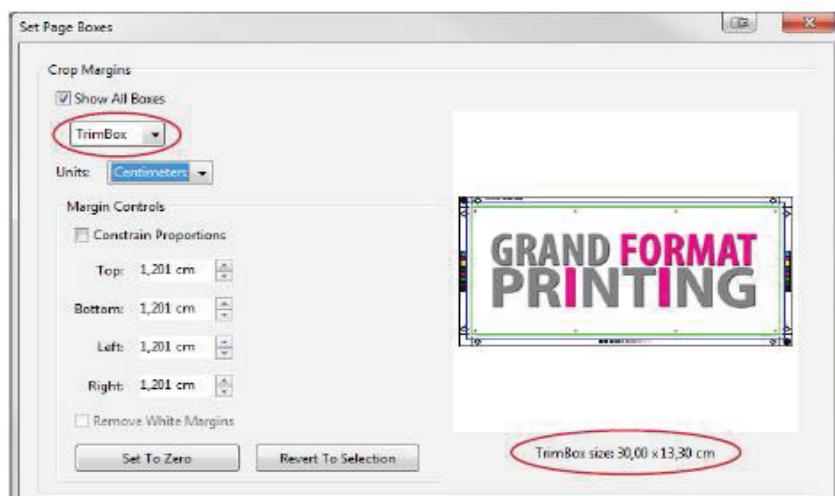 Set Page Boxes
Crop Margins
Show All Boxes
TrimBox
Units: Centimeters
Margin Controls
Constrain Proportions
Top: 1,201 cm
Bottom: 1,201 cm
Left: 1,201 cm
Right: 1,201 cm
Remove White Margins
Set To Zero Revert To Selection
GRAND FORMAT
PRINTING
TrimBox size: 30,00 x 13,30 cm